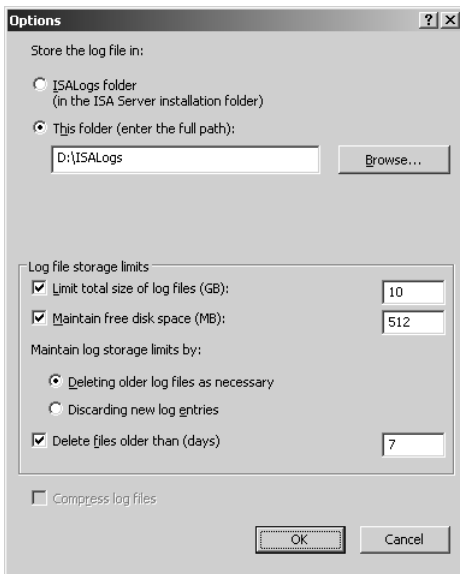 Options
Store the log file in:
ISALogs folder
(in the ISA Server installation folder)
This folder (enter the full path):
D:\ISALogs
Browse...
Log file storage limits
Limit total size of log files (GB):
10
Maintain free disk space (MB):
512
Maintain log storage limits by:
Deleting older log files as necessary
Discarding new log entries
Delete files older than (days)
7
Compress log files
OK
Cancel